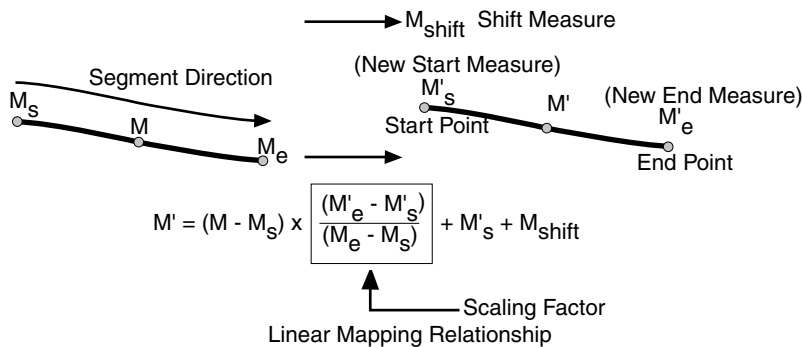 M_shift Shift Measure
Segment Direction
(New Start Measure)
M_s
M
M_e
M'_s
Start Point
M'
(New End Measure)
M'_e
End Point
M' = (M - M_s) x (M'_e - M'_s) / (M_e - M_s) + M'_s + M_shift
Scaling Factor
Linear Mapping Relationship